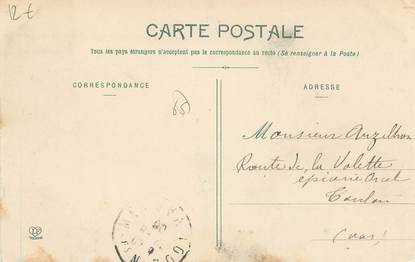 12 €
CARTE POSTALE
Tous les pays étrangers n'acceptent pas la correspondance au recto (Se renseigner à la Poste)
CORRESPONDANCE
ADRESSE
Monsieur
Route de la Valette
épicerie
Toulon
(Var)